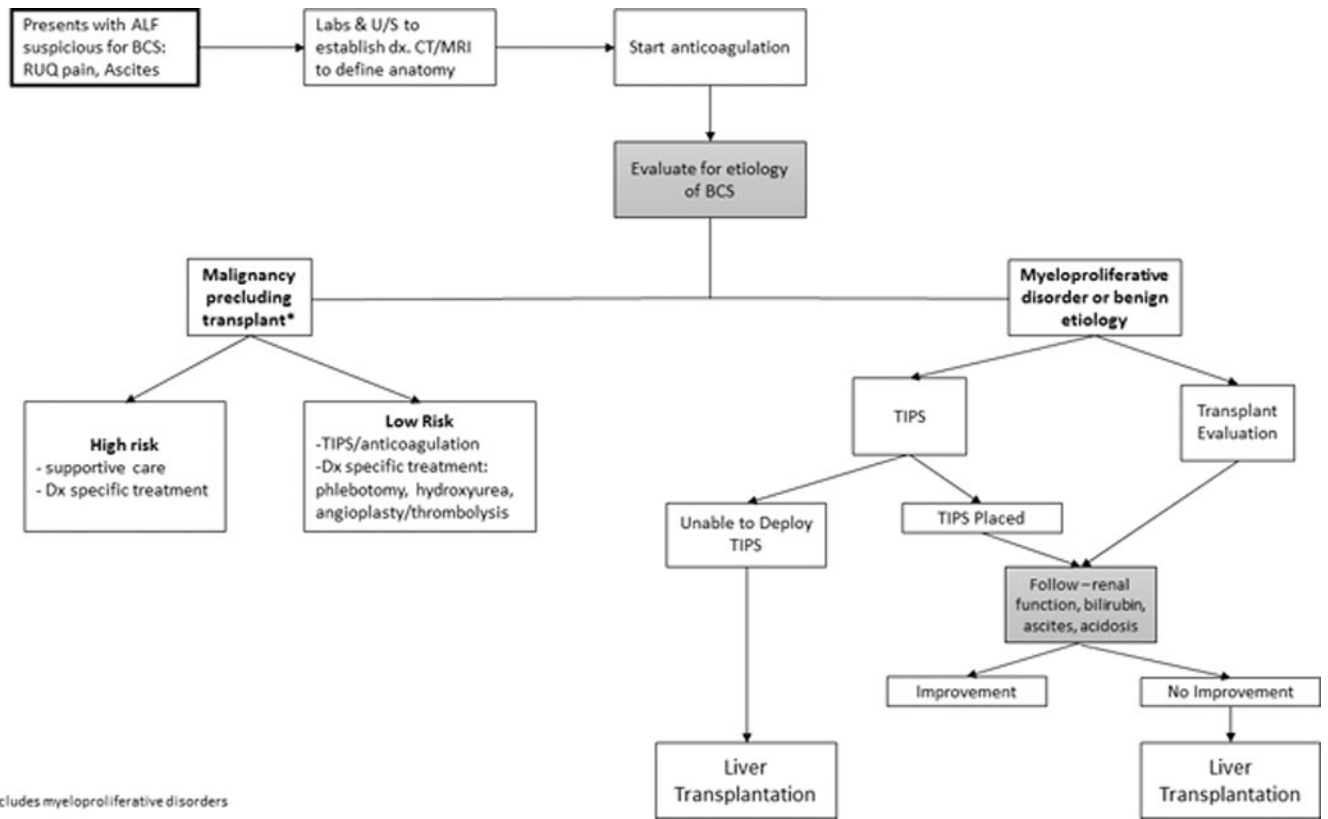 Presents with ALF
suspicious for BCS:
RUQ pain, Ascites
Labs & U/S to
establish dx. CT/MRI
to define anatomy
Start anticoagulation
Evaluate for etiology
of BCS
Malignancy
precluding
transplant*
Myeloproliferative
disorder or benign
etiology
High risk
- supportive care
- Dx specific treatment
Low Risk
-TIPS/anticoagulation
-Dx specific treatment:
phlebotomy, hydroxyurea,
angioplasty/thrombolysis
TIPS
Transplant
Evaluation
Unable to Deploy
TIPS
TIPS Placed
Follow – renal
function, bilirubin,
ascites, acidosis
Improvement
No Improvement
Liver
Transplantation
Liver
Transplantation
myeloproliferative disorders